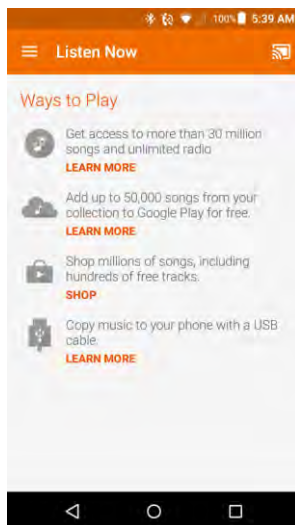 100% 5:39 AM
Listen Now
Ways to Play
Get access to more than 30 million
songs and unlimited radio
LEARN MORE
Add up to 50,000 songs from your
collection to Google Play for free.
LEARN MORE
Shop millions of songs, including
hundreds of free tracks.
SHOP
Copy music to your phone with a USB
cable.
LEARN MORE